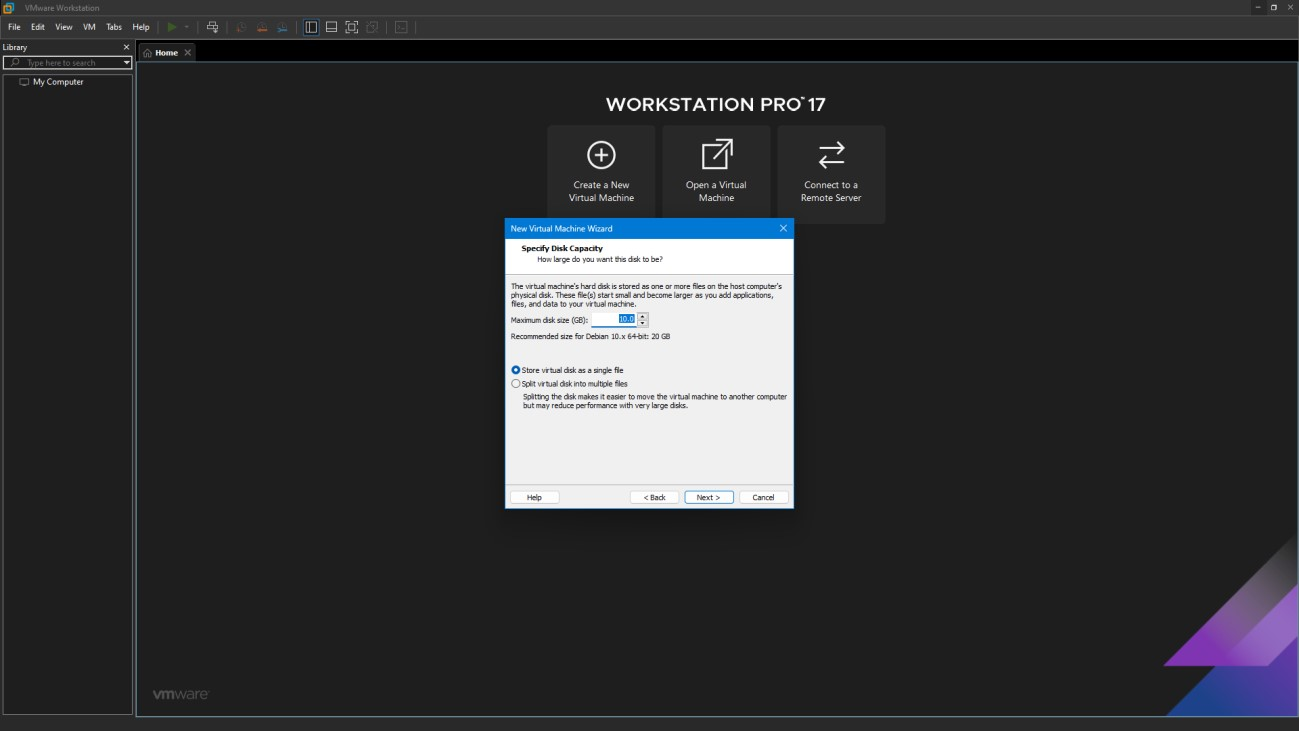 VMware Workstation
File Edit View VM Tabs Help
Library
Home
Type here to search
My Computer
WORKSTATION PRO™ 17
Create a New
Virtual Machine
Open a Virtual
Machine
Connect to a
Remote Server
New Virtual Machine Wizard
Specify Disk Capacity
How large do you want this disk to be?
The virtual machine's hard disk is stored as one or more files on the host computer's
physical disk. These file(s) start small and become larger as you add applications,
files, and data to your virtual machine.
Maximum disk size (GB): 10.0
Recommended size for Debian 10.x 64-bit: 20 GB
Store virtual disk as a single file
Split virtual disk into multiple files
Splitting the disk makes it easier to move the virtual machine to another computer
but may reduce performance with very large disks.
Help < Back Next > Cancel
vmware